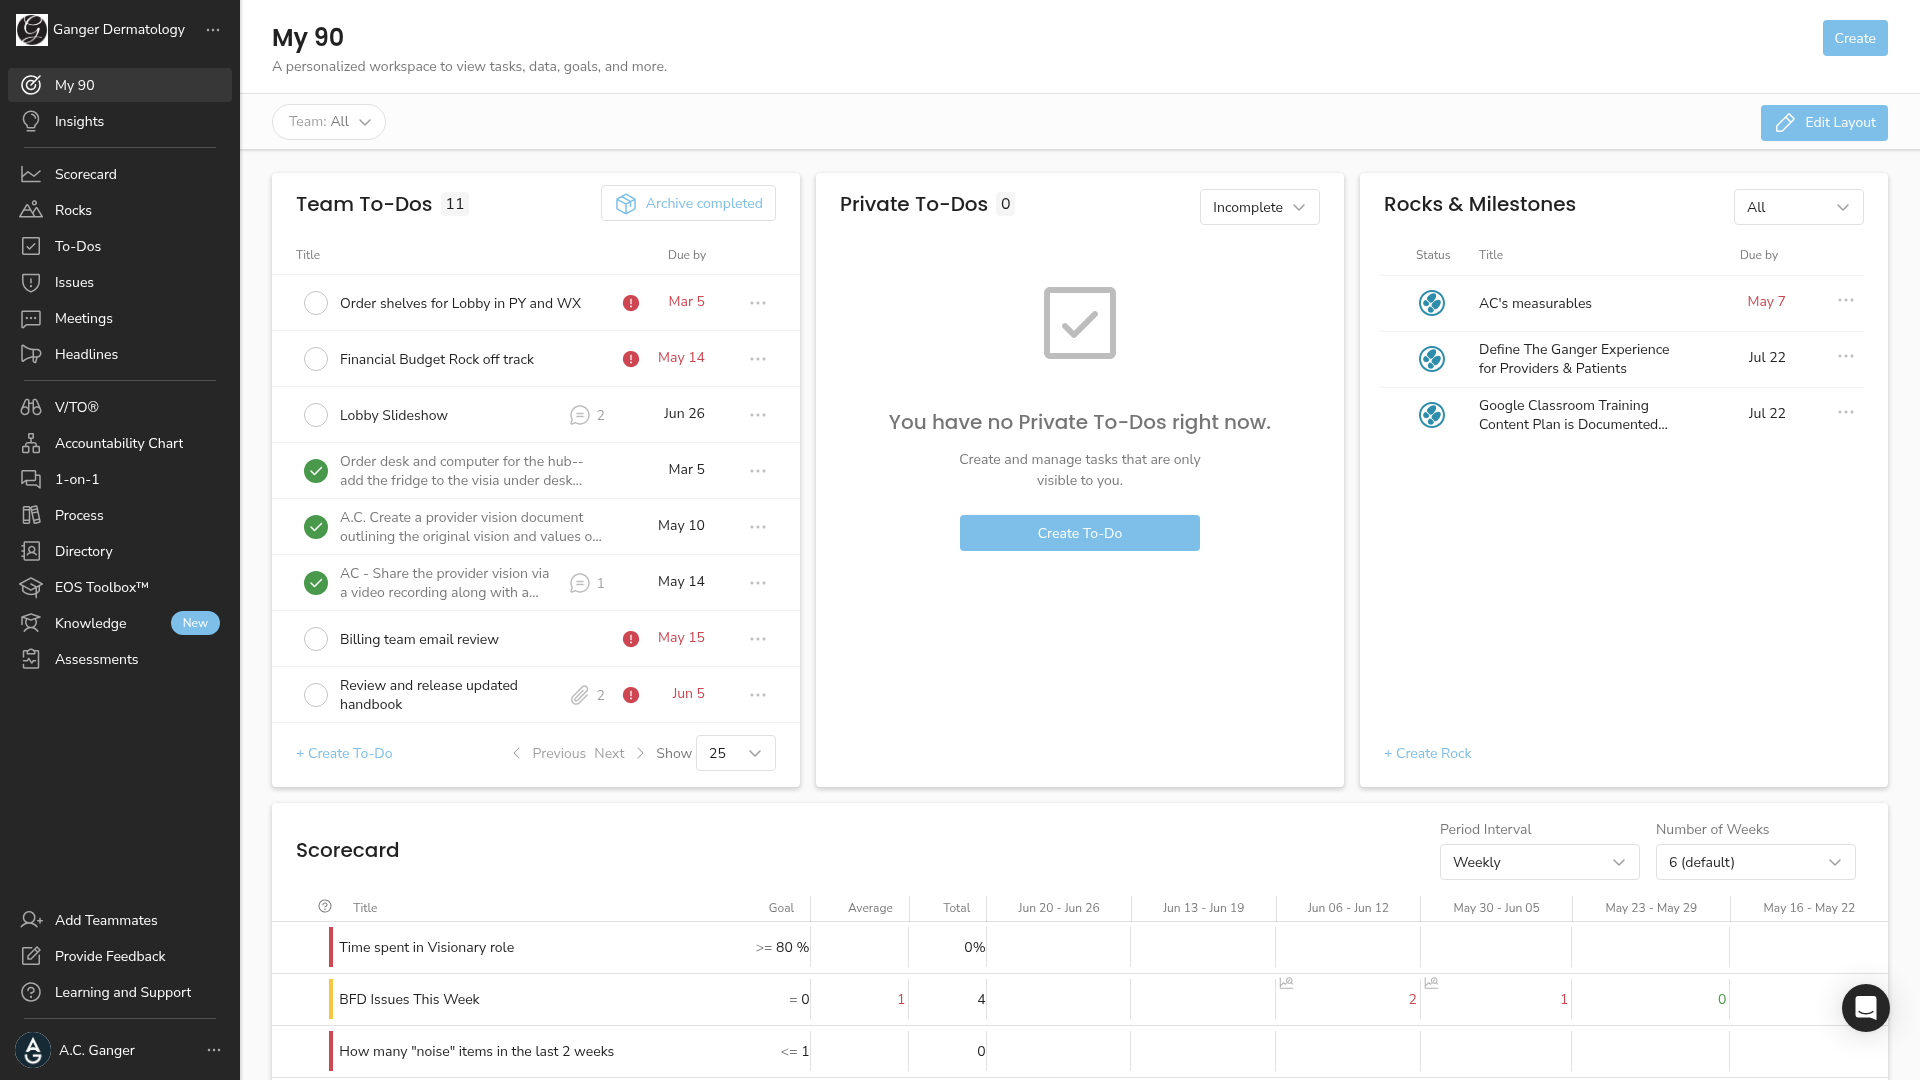 Ganger Dermatology
My 90
Insights
Scorecard
Rocks
To-Dos
Issues
Meetings
Headlines
V/TO®
Accountability Chart
1-on-1
Process
Directory
EOS Toolbox™
Knowledge New
Assessments
Add Teammates
Provide Feedback
Learning and Support
A.C. Ganger
My 90
A personalized workspace to view tasks, data, goals, and more.
Create
Team: All
Edit Layout
Team To-Dos 11
Archive completed
Title Due by
Order shelves for Lobby in PY and WX Mar 5
Financial Budget Rock off track May 14
Lobby Slideshow 2 Jun 26
Order desk and computer for the hub--
add the fridge to the visia under desk...
Mar 5
A.C. Create a provider vision document
outlining the original vision and values o...
May 10
AC - Share the provider vision via
a video recording along with a...
1 May 14
Billing team email review May 15
Review and release updated
handbook
2 Jun 5
+ Create To-Do Previous Next Show 25
Private To-Dos 0
Incomplete
You have no Private To-Dos right now.
Create and manage tasks that are only
visible to you.
Create To-Do
Rocks & Milestones
All
Status Title Due by
AC's measurables May 7
Define The Ganger Experience
for Providers & Patients
Jul 22
Google Classroom Training
Content Plan is Documented...
Jul 22
+ Create Rock
Scorecard
Period Interval
Weekly
Number of Weeks
6 (default)
Title Goal Average Total Jun 20 - Jun 26 Jun 13 - Jun 19 Jun 06 - Jun 12 May 30 - Jun 05 May 23 - May 29 May 16 - May 22
Time spent in Visionary role >= 80 % 0%
BFD Issues This Week = 0 1 4 2 1 0
How many "noise" items in the last 2 weeks <= 1 0